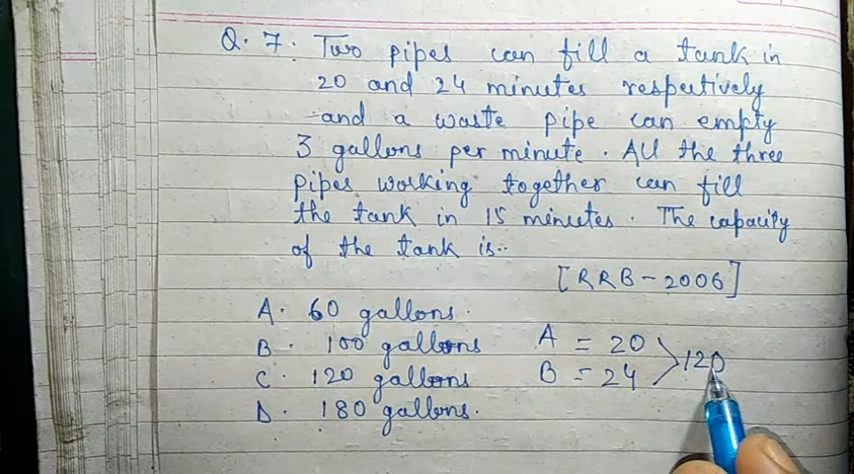 Q. 7. Two pipes can fill a tank in
20 and 24 minutes respectively
and a waste pipe can empty
3 gallons per minute. All the three
pipes working together can fill
the tank in 15 minutes. The capacity
of the tank is..
[RRB-2006]
A. 60 gallons.
B. 100 gallons
C. 120 gallons
D. 180 gallons.
A = 20
B = 24
120